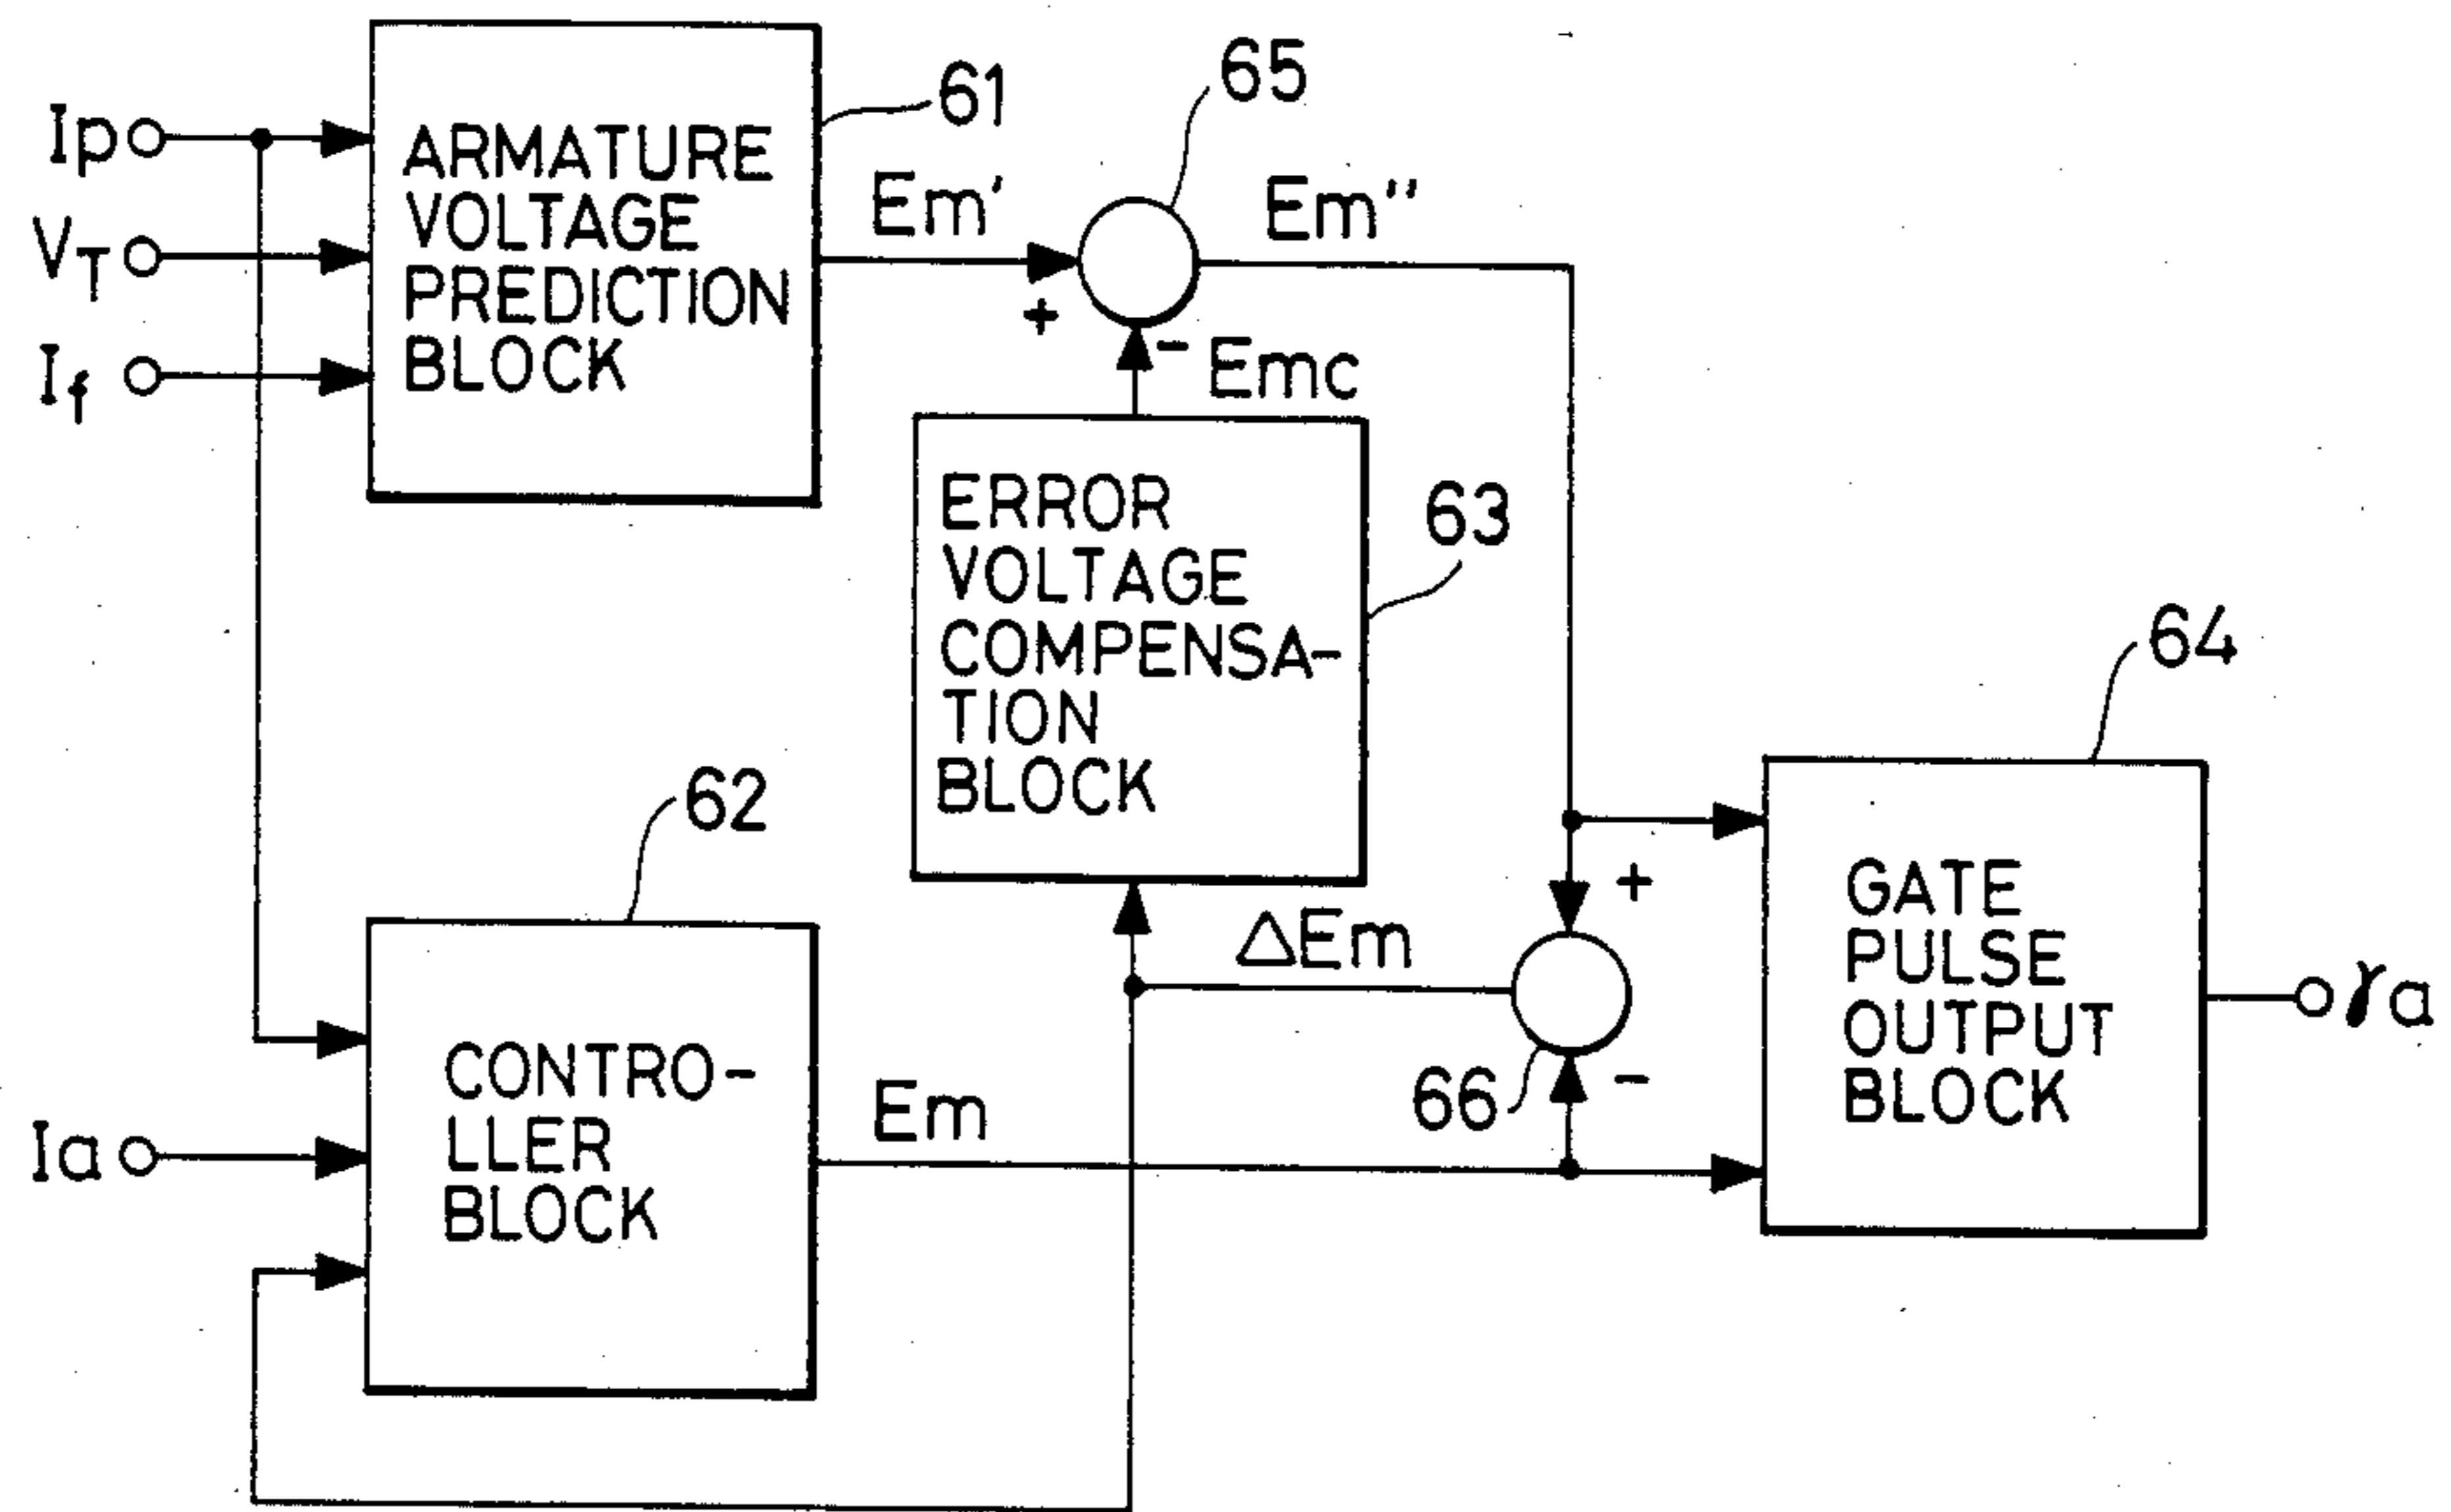 Ip
VT
If
ARMATURE
VOLTAGE
PREDICTION
BLOCK
61
Em'
+
65
Em''
- Emc
ERROR
VOLTAGE
COMPENSA-
TION
BLOCK
63
62
CONTRO-
LLER
BLOCK
Ia
Em
ΔEm
+
66
-
64
GATE
PULSE
OUTPUT
BLOCK
γa